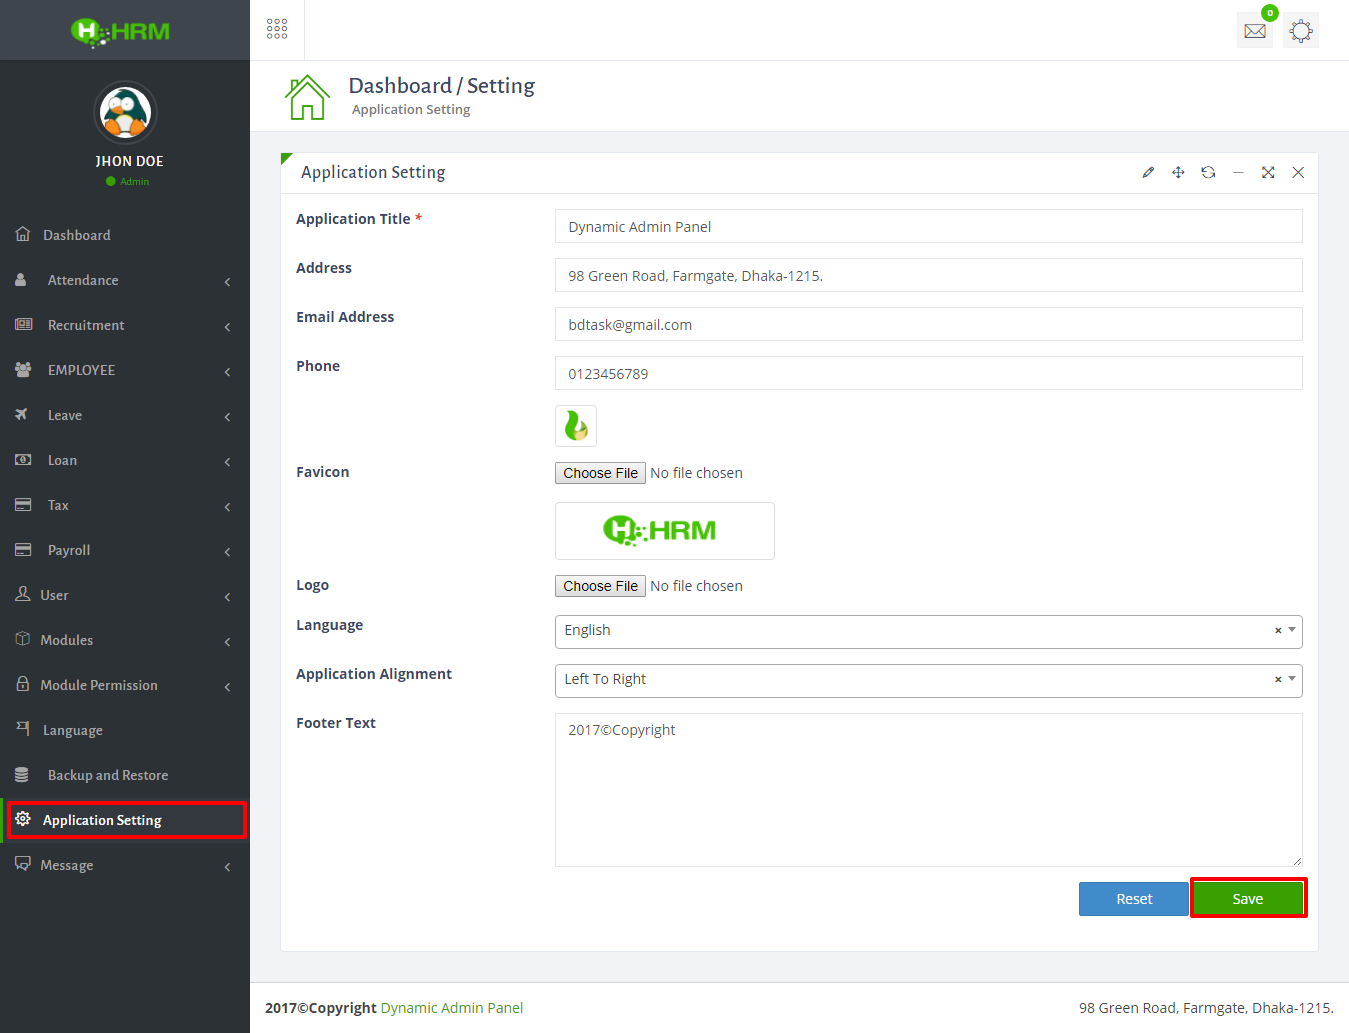 HRM
0
JHON DOE
Admin
Dashboard
Attendance
Recruitment
EMPLOYEE
Leave
Loan
Tax
Payroll
User
Modules
Module Permission
Language
Backup and Restore
Application Setting
Message
Dashboard / Setting
Application Setting
Application Setting
Application Title * Dynamic Admin Panel
Address 98 Green Road, Farmgate, Dhaka-1215.
Email Address bdtask@gmail.com
Phone 0123456789
Favicon Choose File No file chosen
H HRM
Logo Choose File No file chosen
Language English × 
Application Alignment Left To Right ×
Footer Text 2017©Copyright
Reset Save
2017©Copyright Dynamic Admin Panel 98 Green Road, Farmgate, Dhaka-1215.